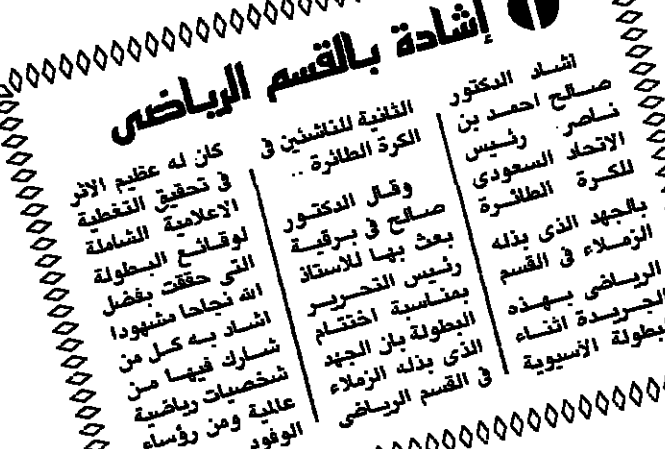 إشادة بالقسم الرياضى
اشاد الدكتور
صالح احمد بن
ناصر رئيس
الاتحاد السعودى
للكرة الطائرة
بالجهد الذى بذله
الزملاء فى القسم
الرياضى بهذه
الجريدة اثناء
البطولة الآسيوية
الثانية للناشئين فى
الكرة الطائرة ..
وقال الدكتور
صالح فى برقية
بعث بها للاستاذ
رئيس التحرير
بمناسبة اختتام
البطولة بان الجهد
الذى بذله الزملاء
فى القسم الرياضى
كان له عظيم الاثر
فى تحقيق التغطية
الاعلامية الشاملة
لوقائع البطولة
التى حققت بفضل
الله نجاحا مشهودا
اشاد به كل من
شارك فيها من
شخصيات رياضية
عالمية ومن رؤساء
الوفود